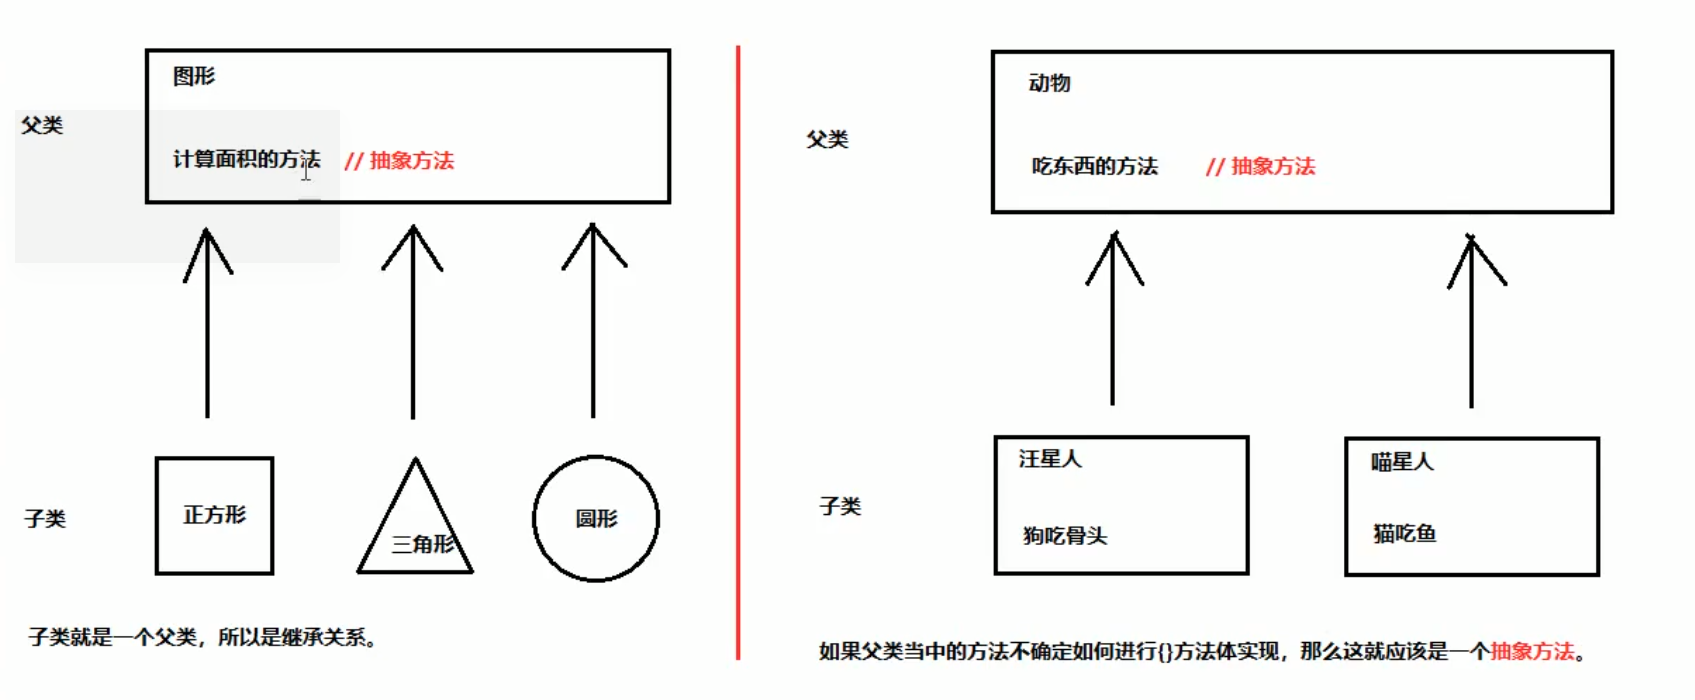 图形
父类
计算面积的方法 // 抽象方法
正方形
三角形
圆形
子类
子类就是一个父类，所以是继承关系。
动物
父类
吃东西的方法 // 抽象方法
汪星人
狗吃骨头
喵星人
猫吃鱼
子类
如果父类当中的方法不确定如何进行{}方法体实现，那么这就应该是一个抽象方法。